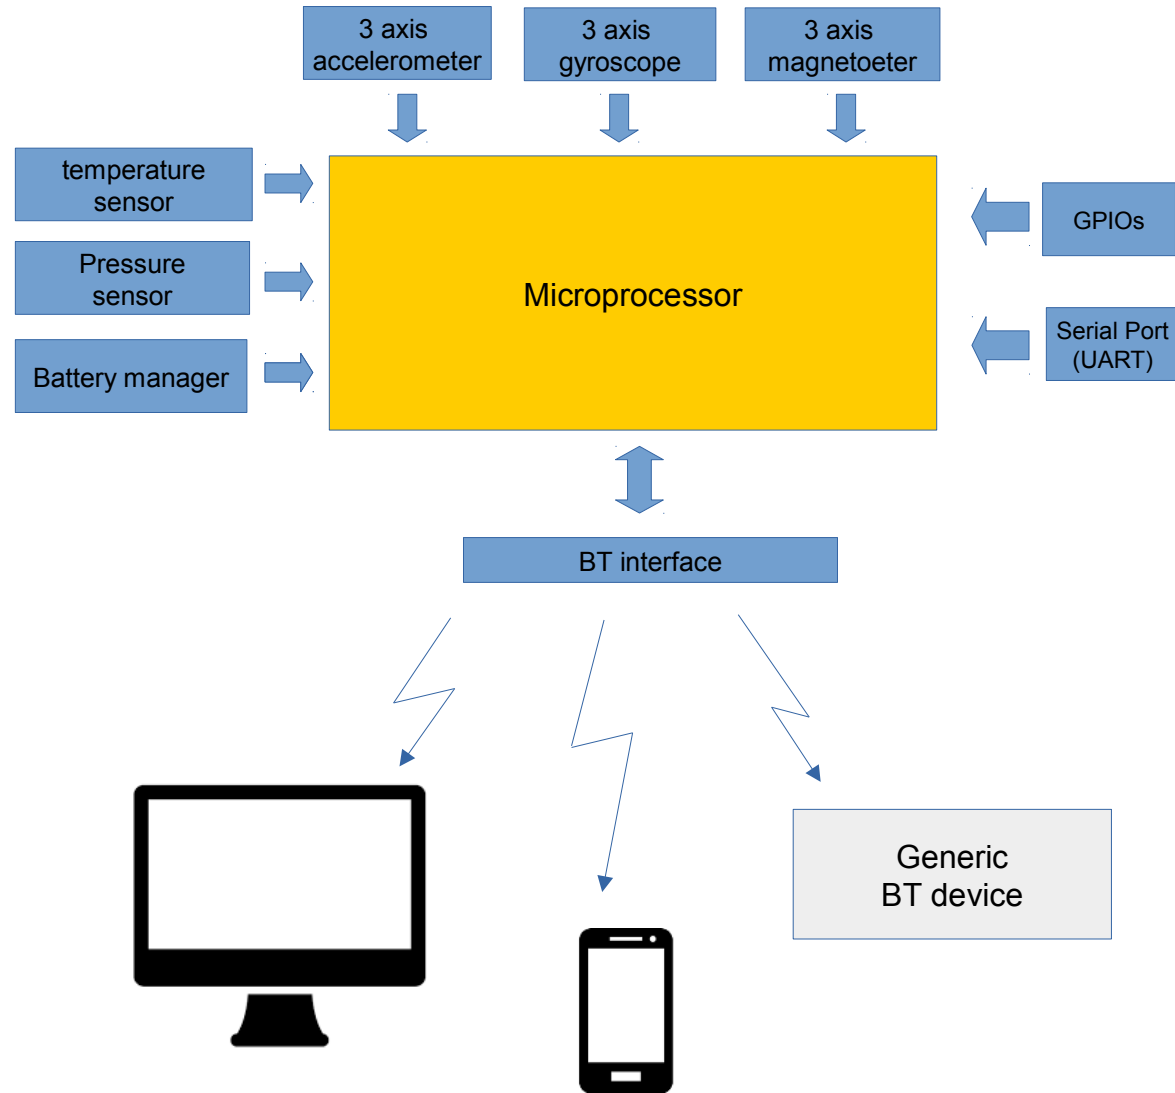 3 axis
accelerometer
3 axis
gyroscope
3 axis
magnetoeter
temperature
sensor
Pressure
sensor
Battery manager
Microprocessor
GPIOs
Serial Port
(UART)
BT interface
Generic
BT device